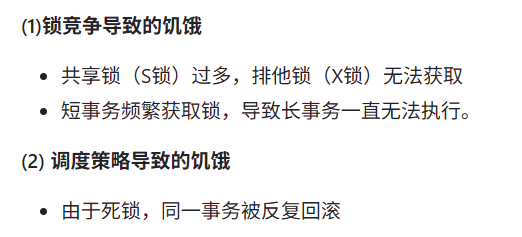 (1)锁竞争导致的饥饿
• 共享锁（S锁）过多，排他锁（X锁）无法获取
• 短事务频繁获取锁，导致长事务一直无法执行。
(2) 调度策略导致的饥饿
• 由于死锁，同一事务被反复回滚